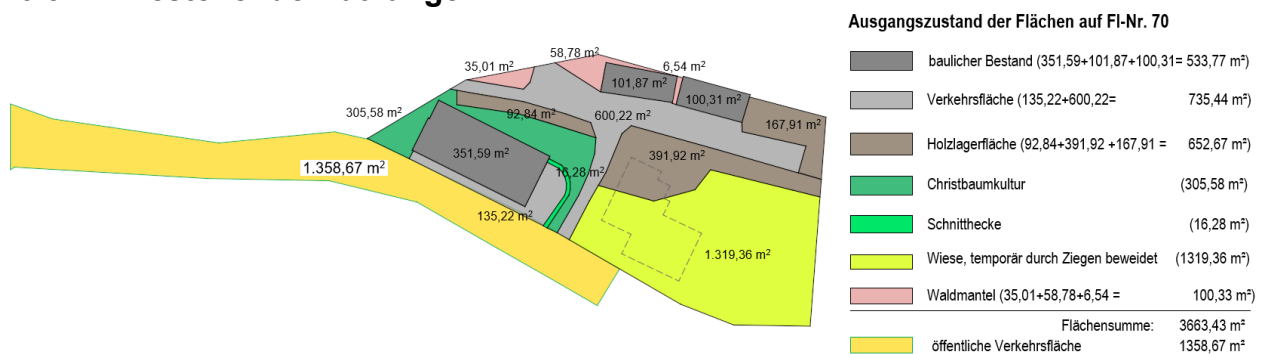 Ausgangszustand der Flächen auf Fl-Nr. 70
58,78 m²
35,01 m²
6,54 m²
101,87 m²
100,31 m²
305,58 m²
92,84 m²
600,22 m²
167,91 m²
351,59 m²
391,92 m²
1.358,67 m²
16,28 m²
135,22 m²
1.319,36 m²
baulicher Bestand (351,59+101,87+100,31= 533,77 m²)
Verkehrsfläche (135,22+600,22= 735,44 m²)
Holzlagerfläche (92,84+391,92 +167,91 = 652,67 m²)
Christbaumkultur (305,58 m²)
Schnitthecke (16,28 m²)
Wiese, temporär durch Ziegen beweidet (1319,36 m²)
Waldmantel (35,01+58,78+6,54 = 100,33 m²)
Flächensumme: 3663,43 m²
öffentliche Verkehrsfläche 1358,67 m²